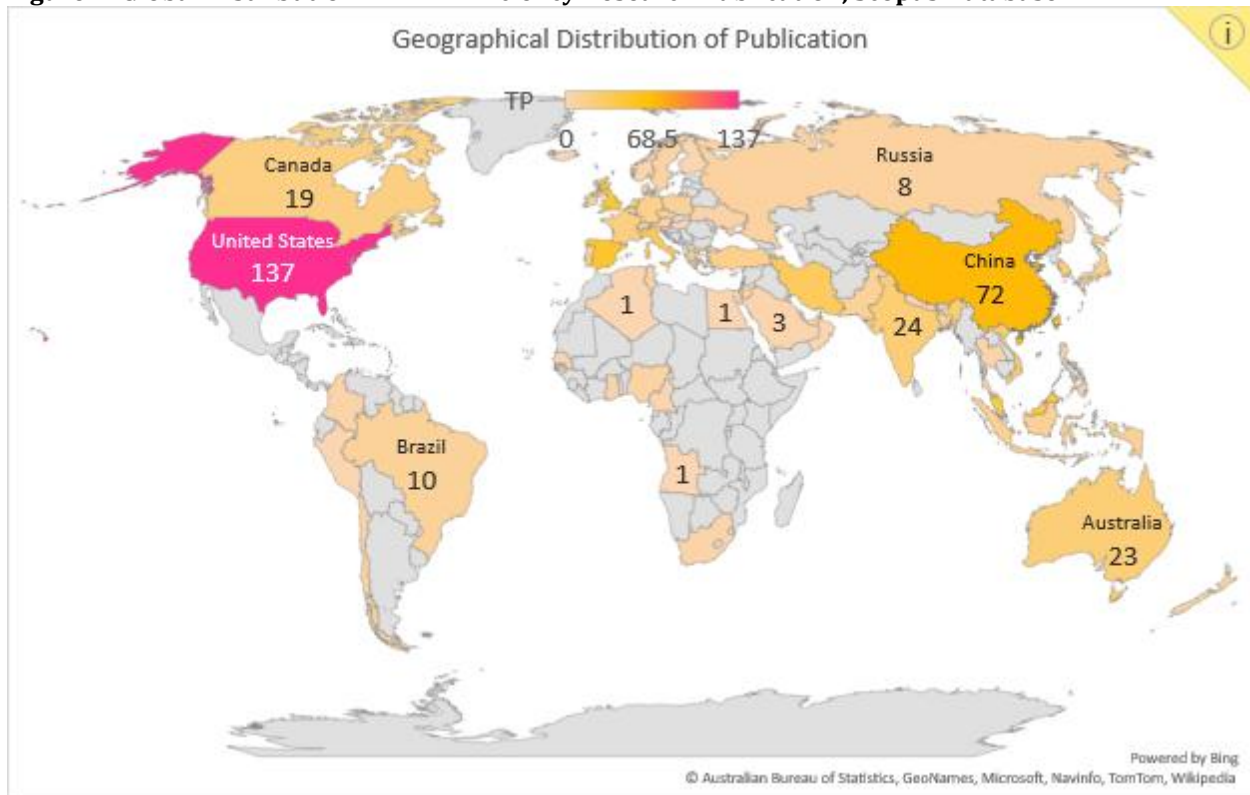 Geographical Distribution of Publication
i
TP
0 68.5 137
Canada
19
Russia
8
United States
137
China
72
1
1
3
24
Brazil
10
1
Australia
23
Powered by Bing
© Australian Bureau of Statistics, GeoNames, Microsoft, Navinfo, TomTom, Wikipedia